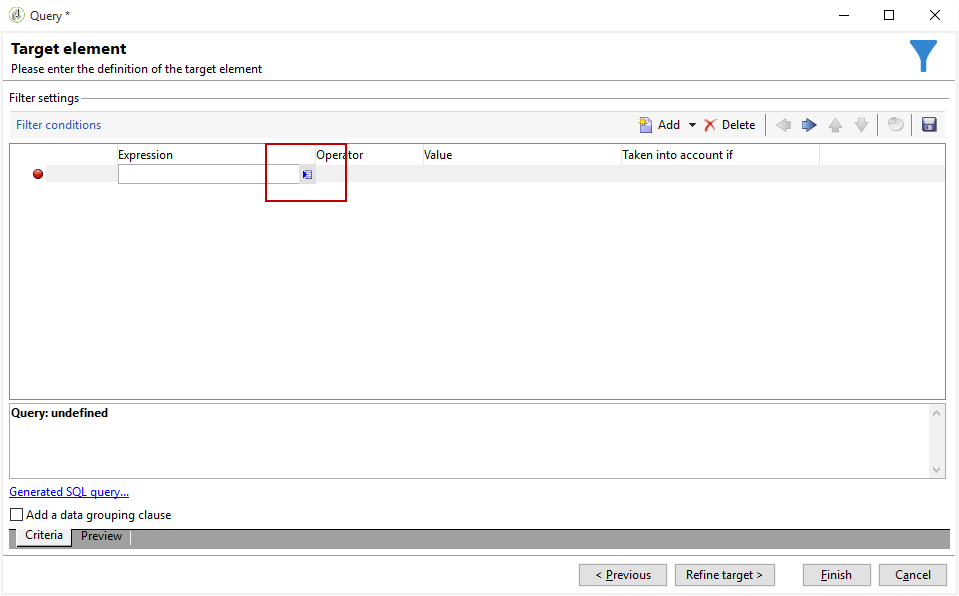 Query *
Target element
Please enter the definition of the target element
Filter settings
Filter conditions Add Delete
Expression Operator Value Taken into account if
Query: undefined
Generated SQL query...
Add a data grouping clause
Criteria Preview
< Previous Refine target > Finish Cancel